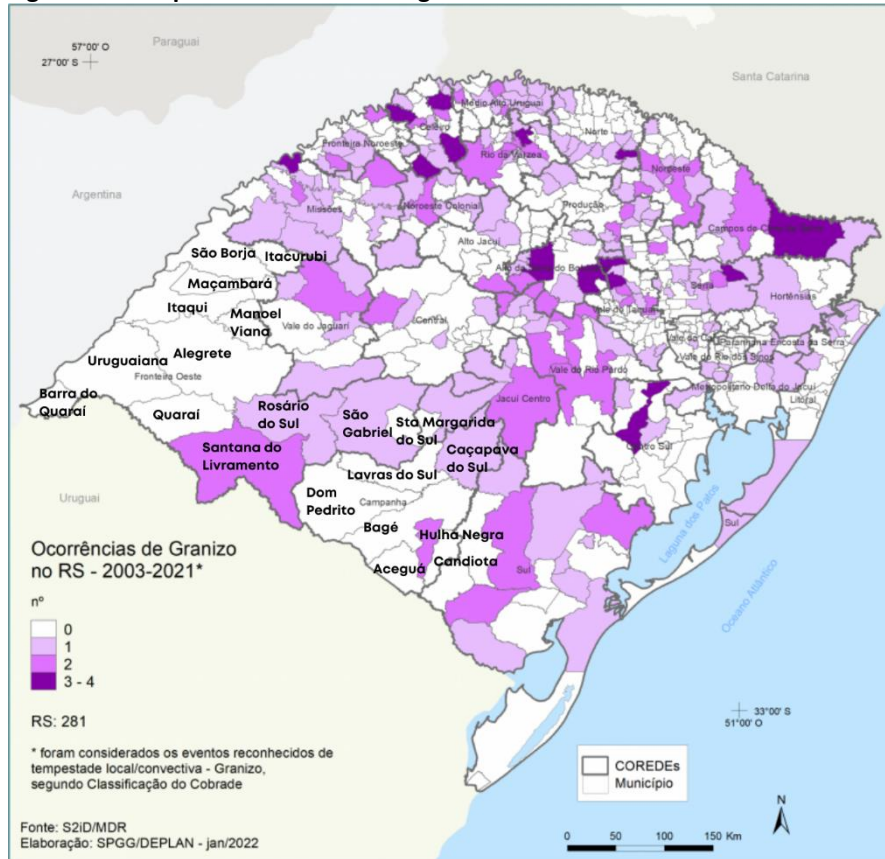 Paraguai
57°00' O
27°00' S
Santa Catarina
Argentina
Médio Alto Uruguai
Celeiro
Norte
Fronteira Noroeste
Rio da Várzea
Nordeste
Missões
Noroeste Colonial
Produção
Campos de Cima da Serra
São Borja
Itacurubi
Alto Jacuí
Maçambará
Serra
Hortênsias
Itaqui
Manoel
Viana
Vale do Jaguari
Central
Vale do Taquari
Uruguaiana
Alegrete
Paranhana Encosta da Serra
Fronteira Oeste
Vale do Rio dos Sinos
Vale do Rio Pardo
Barra do
Quaraí
Quaraí
Rosário
do Sul
São
Gabriel
Sta Margarida
do Sul
Jacuí Centro
Metropolitano Delta do Jacuí
Litoral
Santana do
Livramento
Caçapava
do Sul
Centro Sul
Lavras do Sul
Dom
Pedrito
Campanha
Uruguai
Bagé
Hulha Negra
Aceguá
Candiota
Sul
Sul
Laguna dos Patos
Oceano Atlântico
Ocorrências de Granizo
no RS - 2003-2021*
nº
0
1
2
3 - 4
RS: 281
33°00' S
51°00' O
* foram considerados os eventos reconhecidos de
tempestade local/convectiva - Granizo,
segundo Classificação do Cobrade
COREDEs
Município
N
Fonte: S2iD/MDR
Elaboração: SPGG/DEPLAN - jan/2022
0 50 100 150 Km